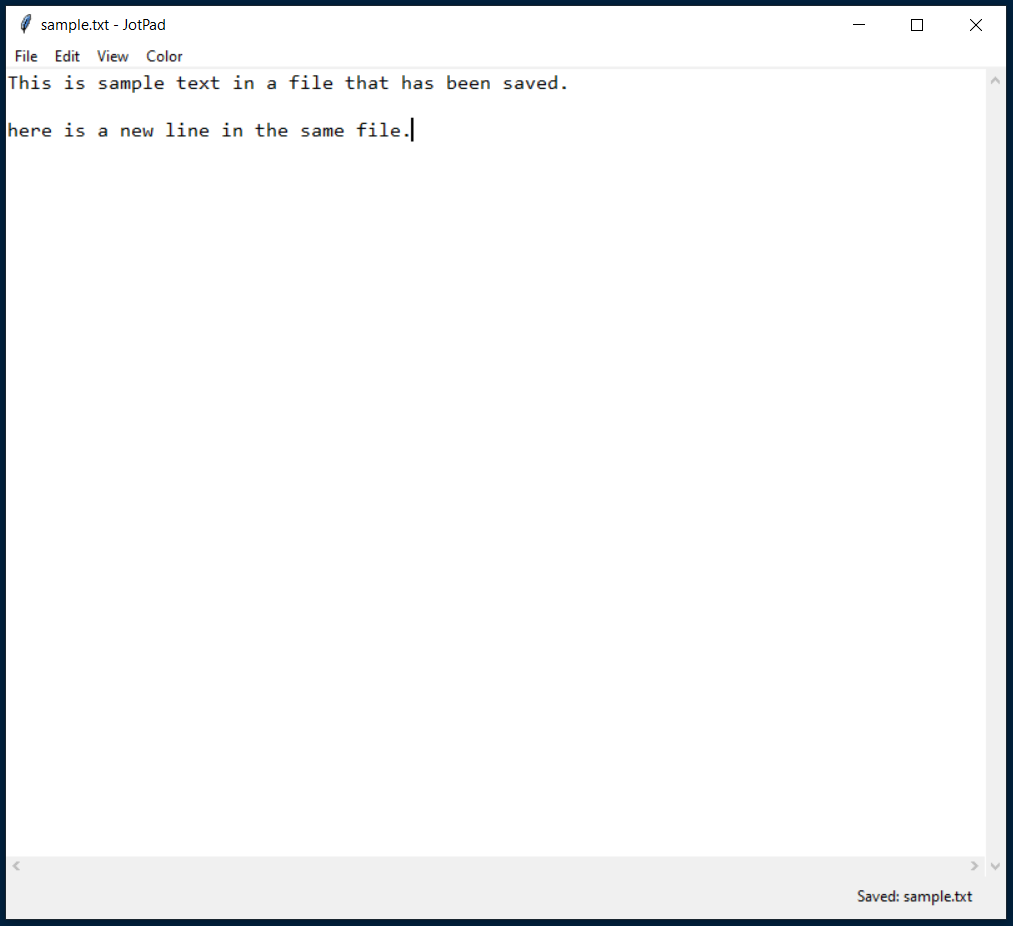 sample.txt - JotPad
File Edit View Color
This is sample text in a file that has been saved.
here is a new line in the same file.
Saved: sample.txt